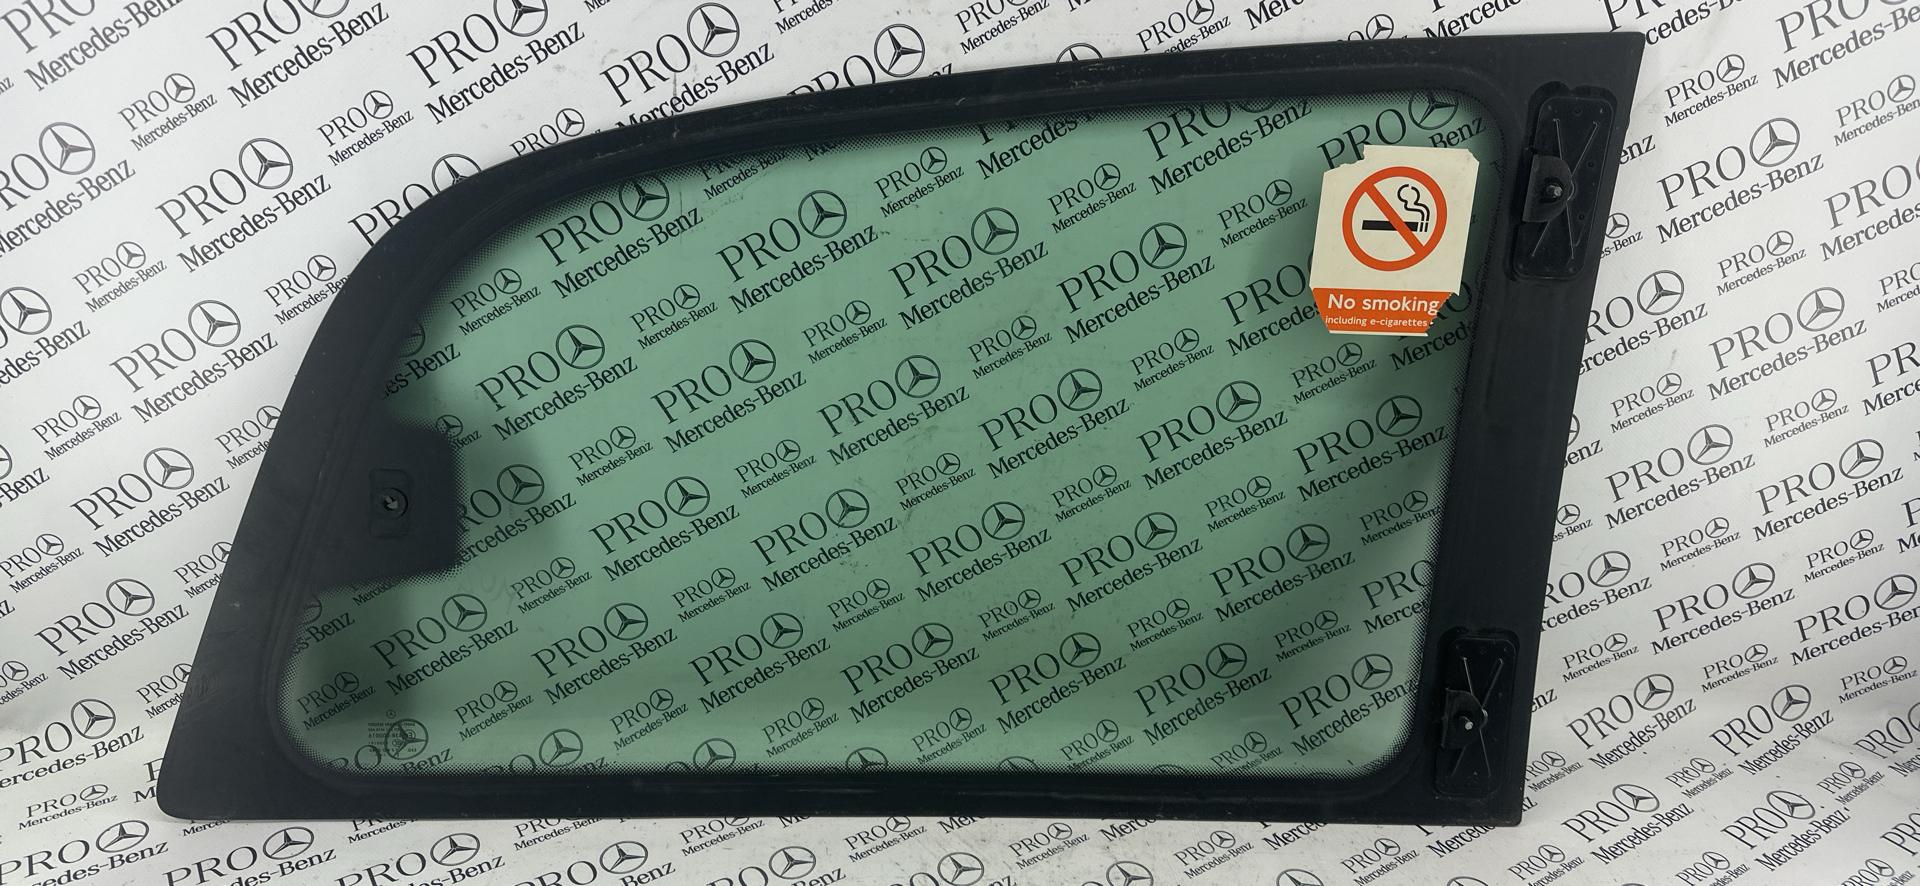 PRO
Mercedes-Benz
No smoking
including e-cigarettes